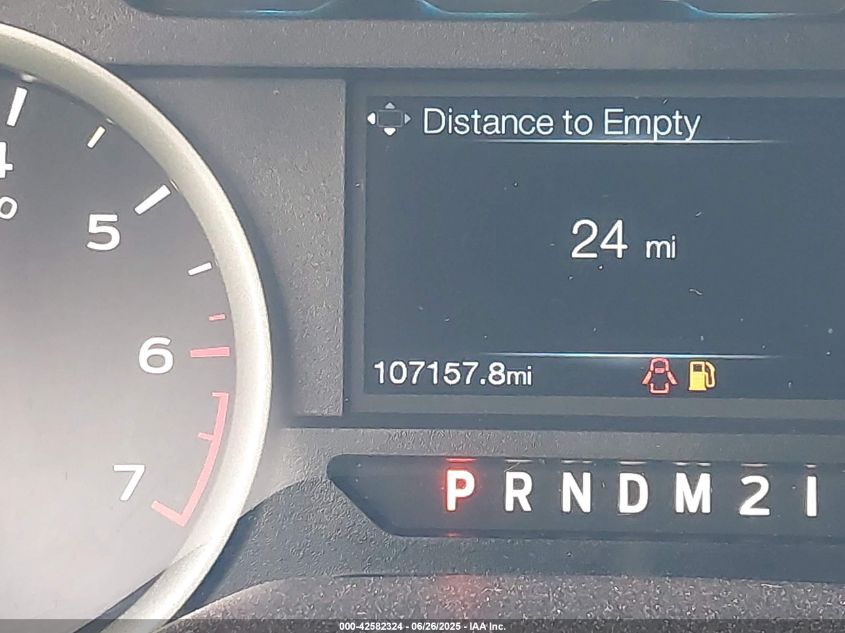 Distance to Empty
24 mi
107157.8mi
4
5
6
7
P R N D M 2 1
000-42582324 - 06/26/2025 - IAA Inc.